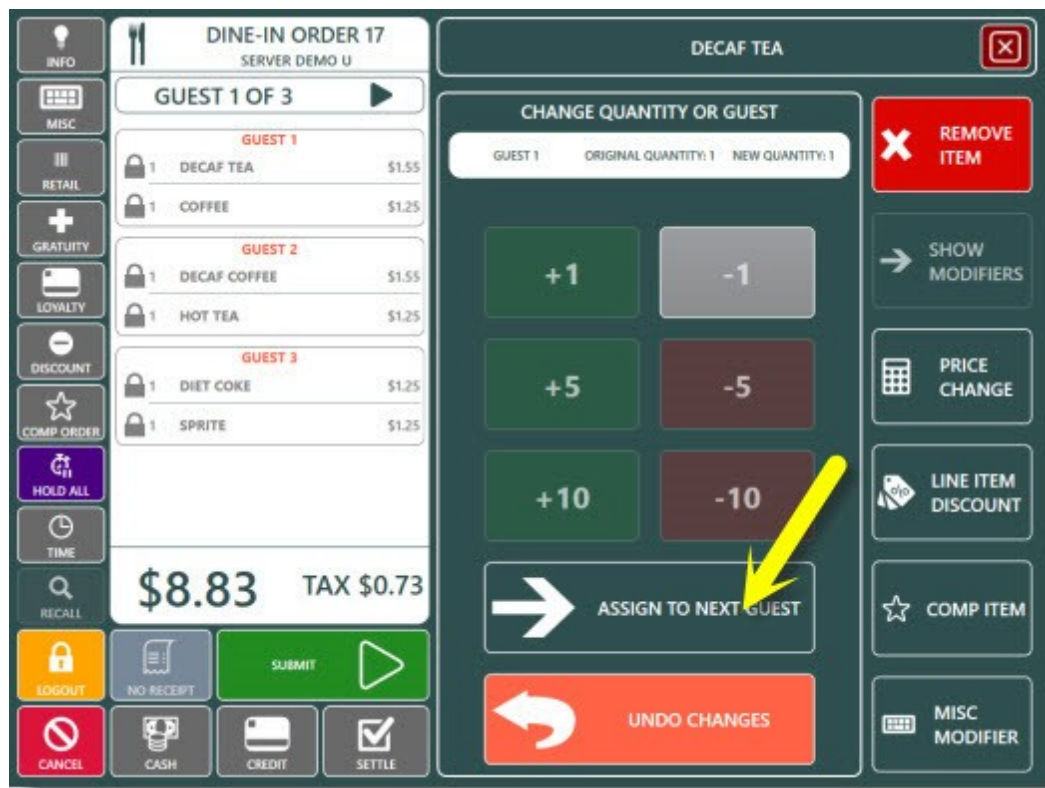 INFO
MISC
RETAIL
GRATUITY
LOYALTY
DISCOUNT
COMP ORDER
HOLD ALL
TIME
RECALL
LOGOUT
CANCEL
DINE-IN ORDER 17
SERVER DEMO U
GUEST 1 OF 3
GUEST 1
1 DECAF TEA $1.55
1 COFFEE $1.25
GUEST 2
1 DECAF COFFEE $1.55
1 HOT TEA $1.25
GUEST 3
1 DIET COKE $1.25
1 SPRITE $1.25
$8.83 TAX $0.73
NO RECEIPT
SUBMIT
CASH
CREDIT
SETTLE
DECAF TEA
CHANGE QUANTITY OR GUEST
GUEST 1 ORIGINAL QUANTITY: 1 NEW QUANTITY: 1
+1 -1
+5 -5
+10 -10
ASSIGN TO NEXT GUEST
UNDO CHANGES
REMOVE
ITEM
SHOW
MODIFIERS
PRICE
CHANGE
LINE ITEM
DISCOUNT
COMP ITEM
MISC
MODIFIER